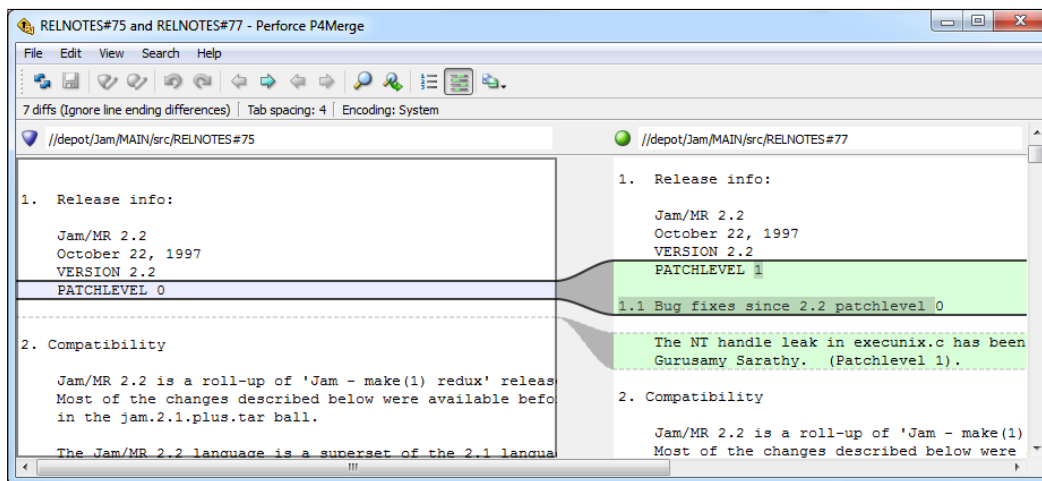 RELNOTES#75 and RELNOTES#77 - Perforce P4Merge
File Edit View Search Help
7 diffs (Ignore line ending differences) Tab spacing: 4 Encoding: System
//depot/Jam/MAIN/src/RELNOTES#75
1. Release info:
Jam/MR 2.2
October 22, 1997
VERSION 2.2
PATCHLEVEL 0
2. Compatibility
Jam/MR 2.2 is a roll-up of 'Jam - make(1) redux' releas
Most of the changes described below were available befo
in the jam.2.1.plus.tar ball.
The Jam/MR 2.2 language is a superset of the 2.1 langua
//depot/Jam/MAIN/src/RELNOTES#77
1. Release info:
Jam/MR 2.2
October 22, 1997
VERSION 2.2
PATCHLEVEL 1
1.1 Bug fixes since 2.2 patchlevel 0
The NT handle leak in execunix.c has been
Gurusamy Sarathy. (Patchlevel 1).
2. Compatibility
Jam/MR 2.2 is a roll-up of 'Jam - make(1)
Most of the changes described below were